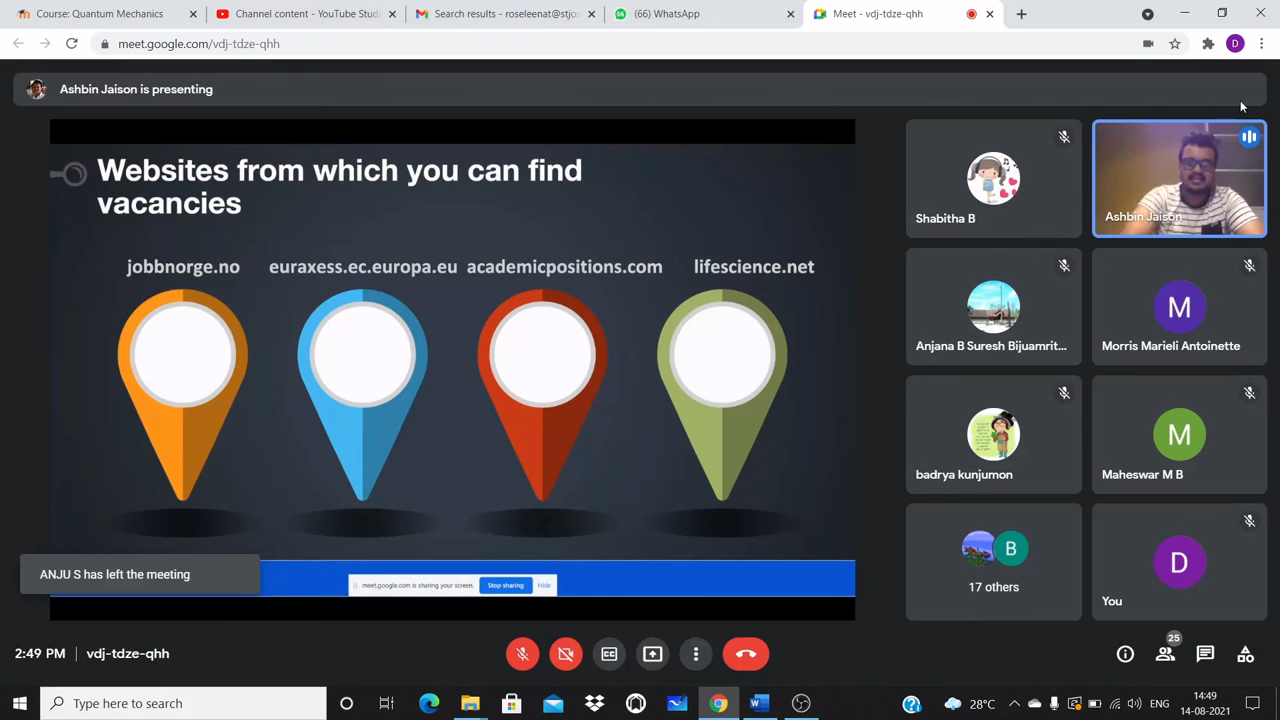 Course: Quantum Mechanics
Channel content - YouTube Stud
Search results - roseleenat@stjos
(66) WhatsApp
Meet - vdj-tdze-qhh
meet.google.com/vdj-tdze-qhh
D
Ashbin Jaison is presenting
Websites from which you can find
vacancies
jobbnorge.no
euraxess.ec.europa.eu
academicpositions.com
lifescience.net
meet.google.com is sharing your screen.
Stop sharing
Hide
ANJU S has left the meeting
Shabitha B
Ashbin Jaison
Anjana B Suresh Bijuamrit...
M
Morris Marieli Antoinette
badrya kunjumon
M
Maheswar M B
B
17 others
D
You
2:49 PM
vdj-tdze-qhh
CC
25
Type here to search
28°C
ENG
14:49
14-08-2021